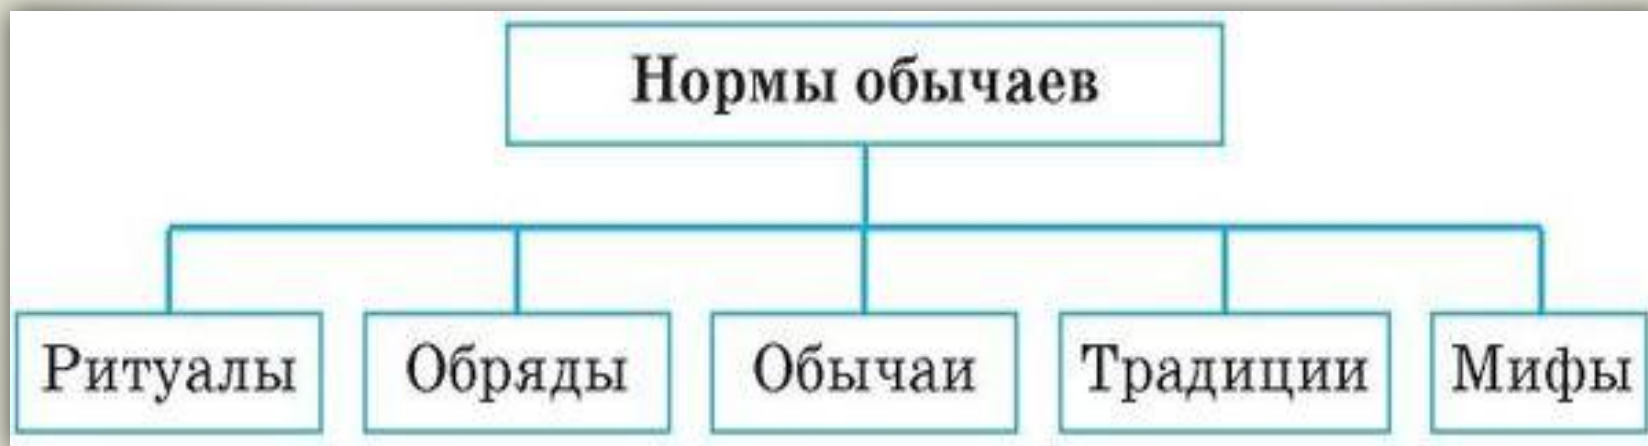 Нормы обычаев
Ритуалы
Обряды
Обычаи
Традиции
Мифы